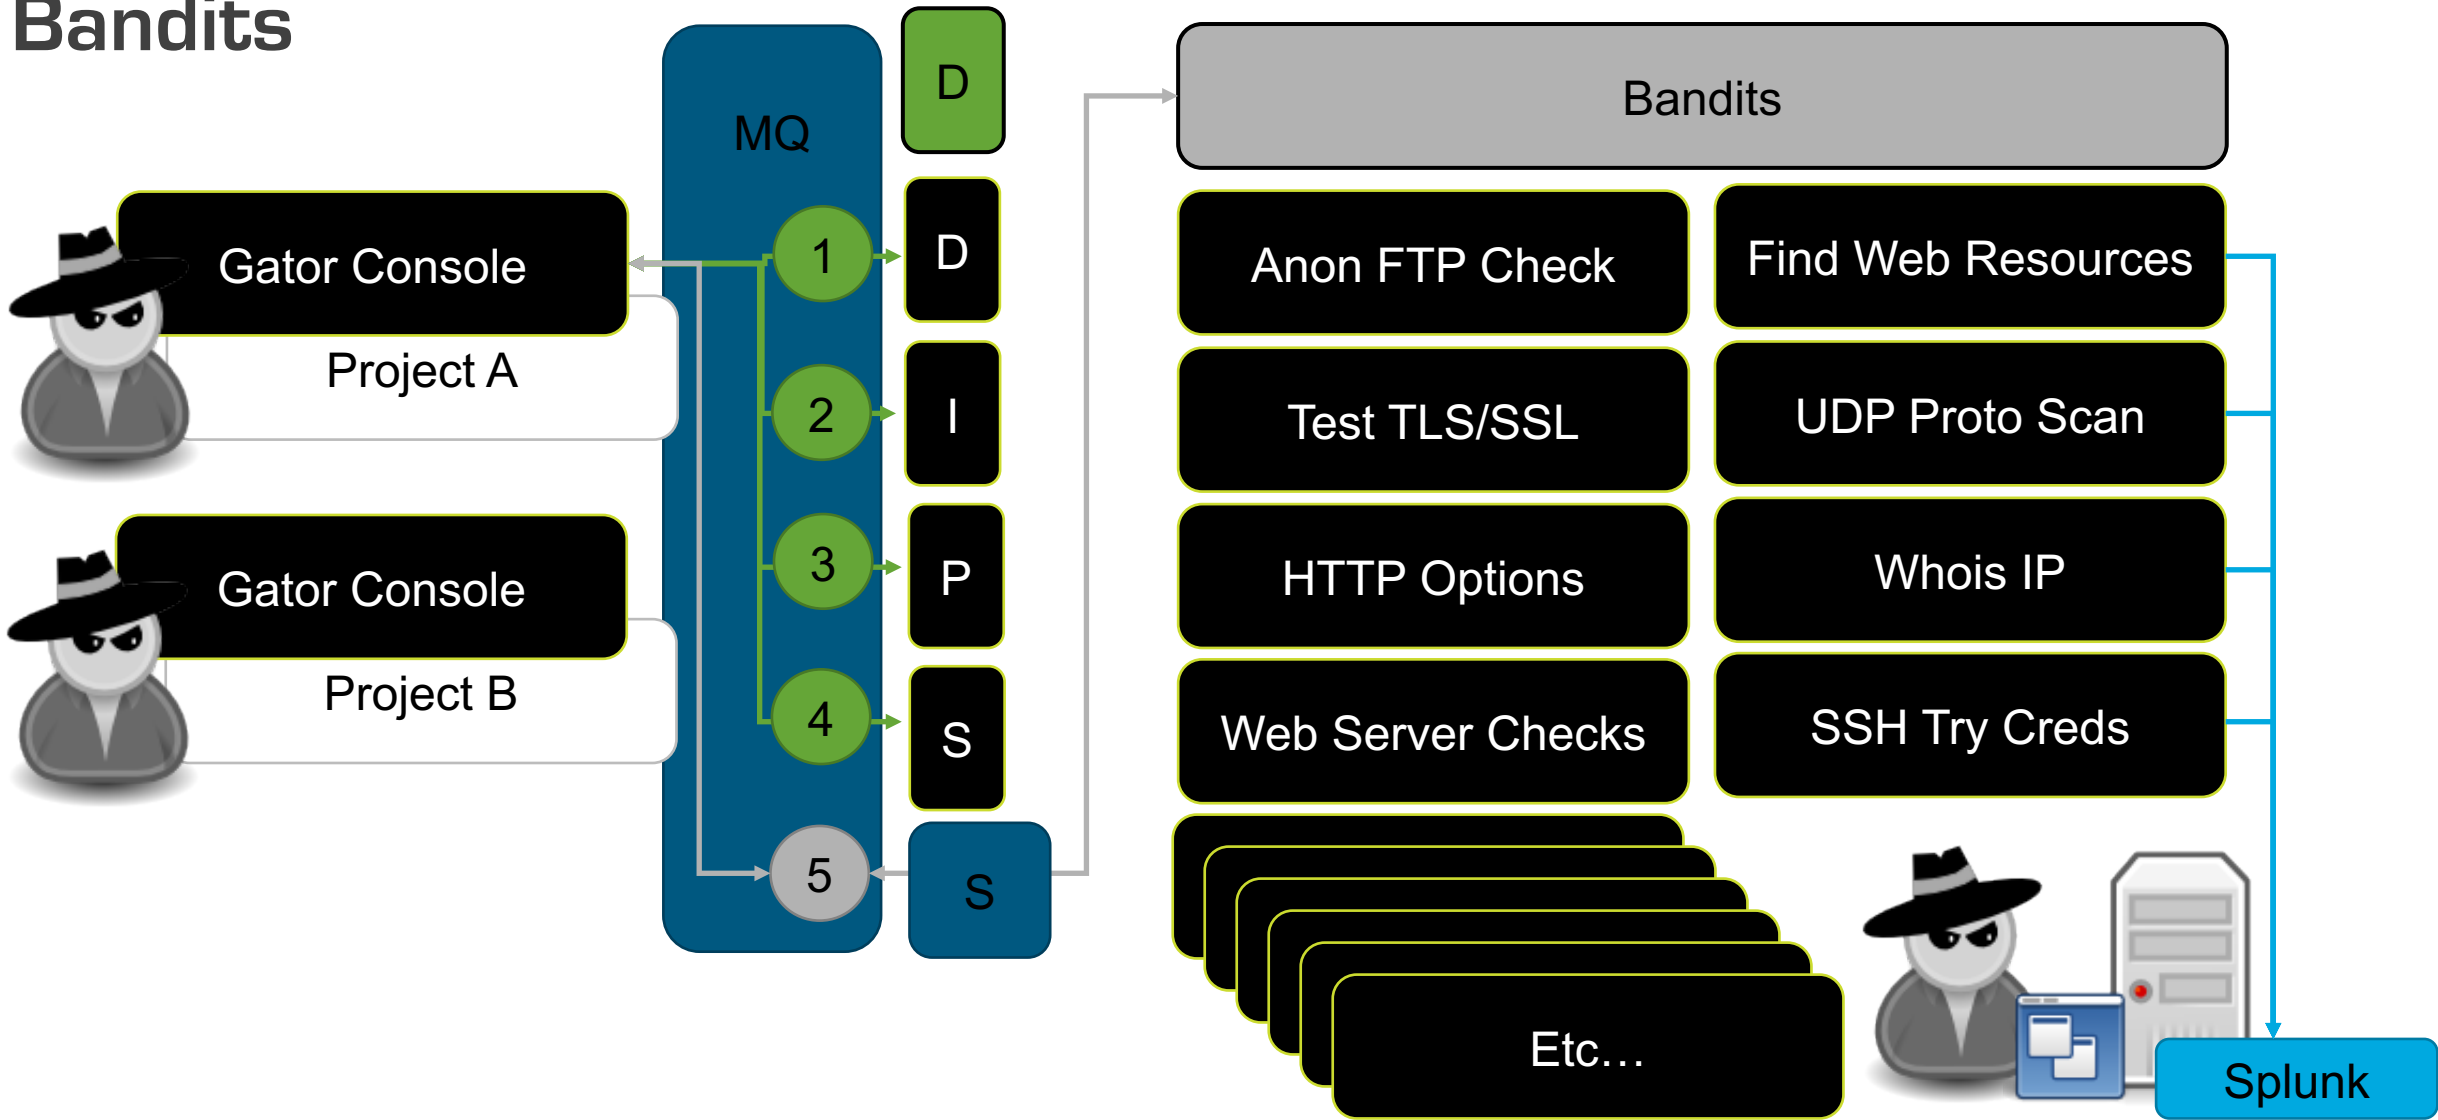 Bandits
MQ
D
Bandits
Gator Console
Project A
Gator Console
Project B
1
2
3
4
5
D
I
P
S
S
Anon FTP Check
Find Web Resources
Test TLS/SSL
UDP Proto Scan
HTTP Options
Whois IP
Web Server Checks
SSH Try Creds
Etc…
Splunk